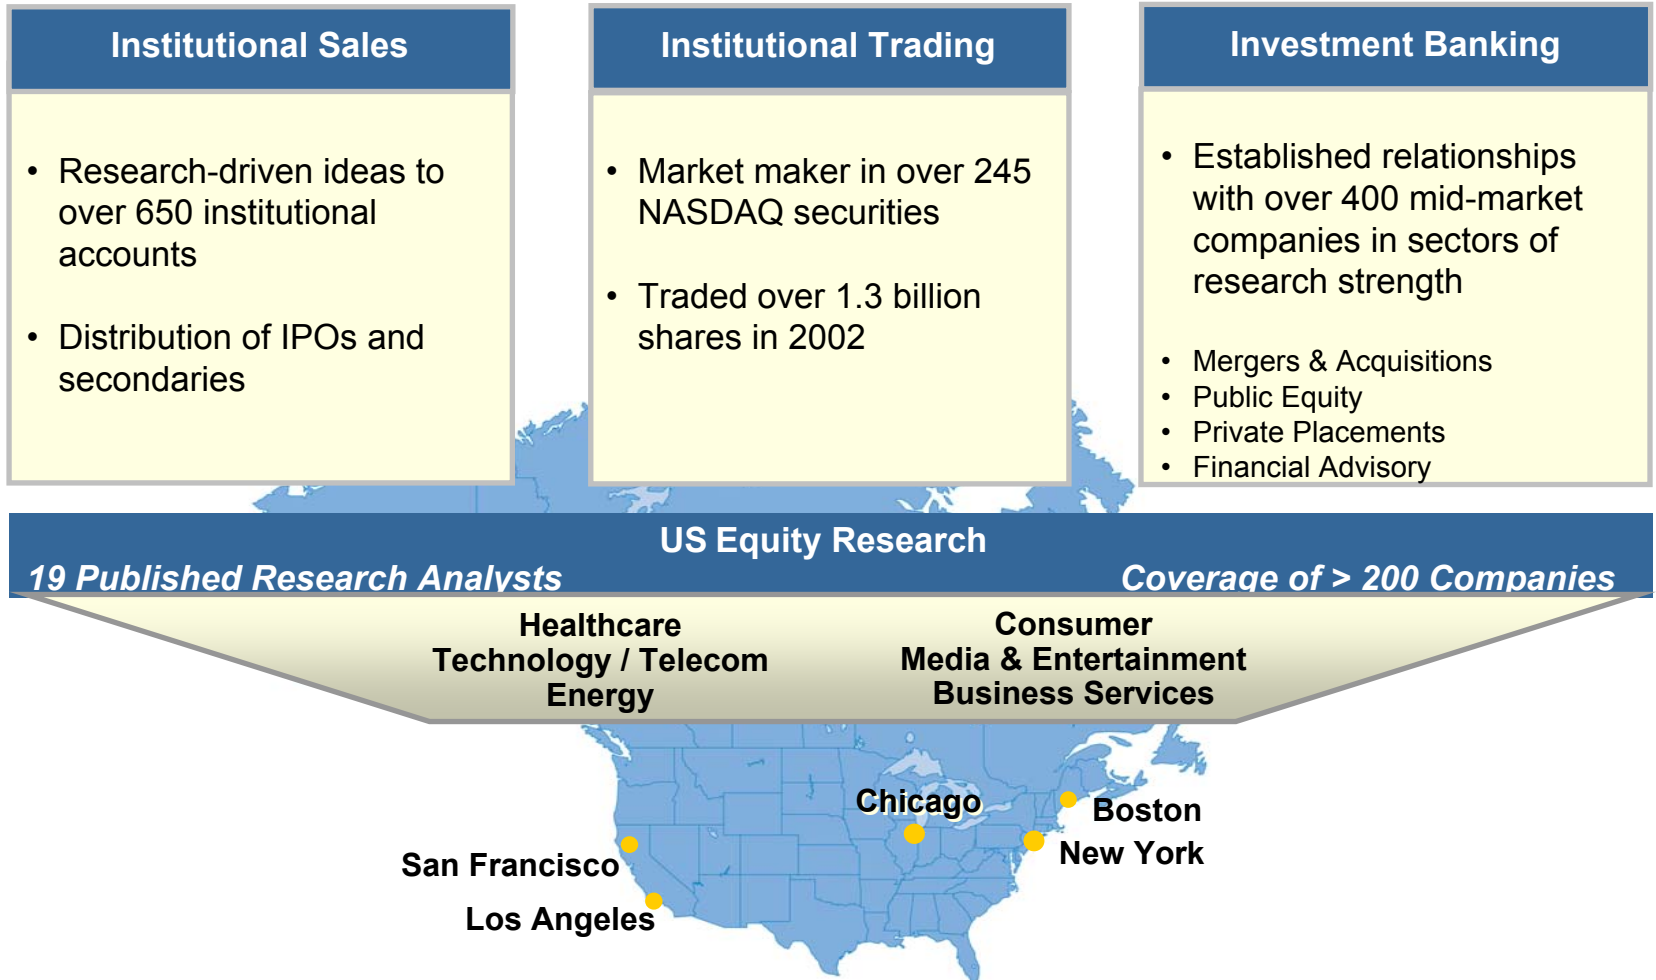 Institutional Sales
• Research-driven ideas to
over 650 institutional
accounts
• Distribution of IPOs and
secondaries
Institutional Trading
• Market maker in over 245
NASDAQ securities
• Traded over 1.3 billion
shares in 2002
Investment Banking
• Established relationships
with over 400 mid-market
companies in sectors of
research strength
• Mergers & Acquisitions
• Public Equity
• Private Placements
• Financial Advisory
US Equity Research
19 Published Research Analysts
Coverage of > 200 Companies
Healthcare
Technology / Telecom
Energy
Consumer
Media & Entertainment
Business Services
Chicago
Boston
New York
San Francisco
Los Angeles